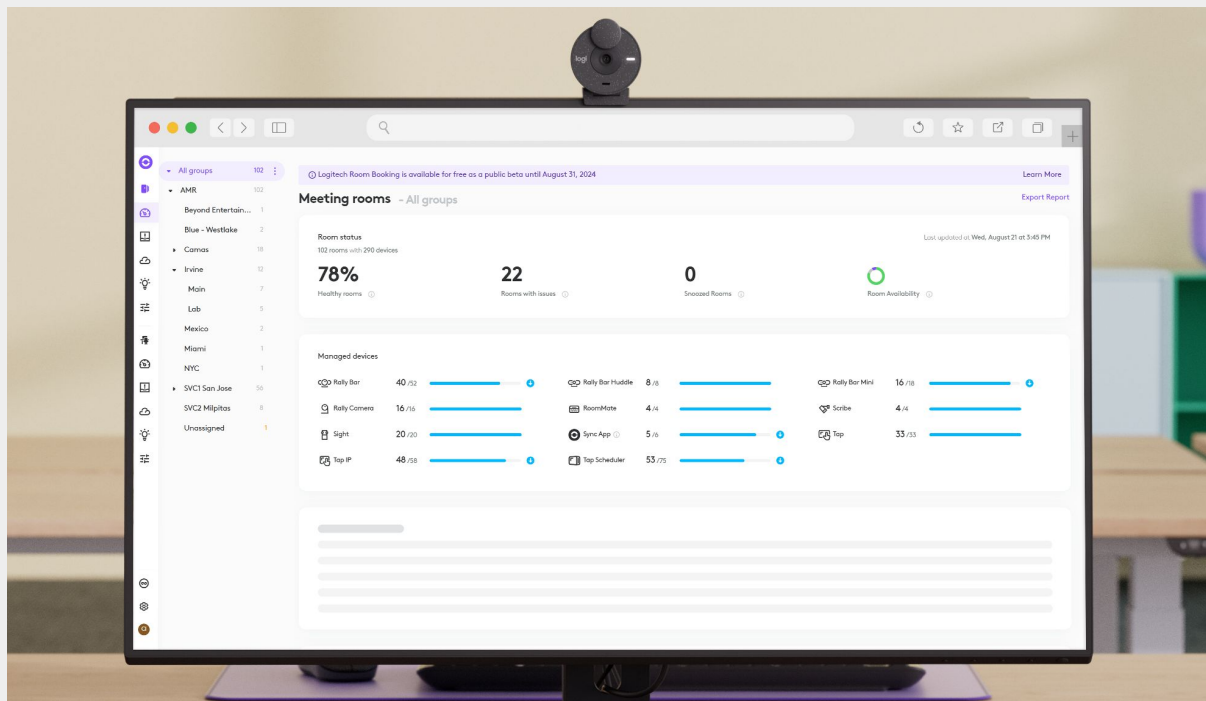 logi
All groups 102
AMR 102
Beyond Entertain... 1
Blue - Westlake 2
Camas 18
Irvine 12
Main 7
Lab 5
Mexico 2
Miami 1
NYC 1
SVC1 San Jose 56
SVC2 Milpitas 8
Unassigned 1
Logitech Room Booking is available for free as a public beta until August 31, 2024 Learn More
Meeting rooms - All groups Export Report
Room status Last updated at Wed, August 21 at 3:45 PM
102 rooms with 290 devices
78% 22 0
Healthy rooms Rooms with issues Snoozed Rooms Room Availability
Managed devices
Rally Bar 40 /52 Rally Bar Huddle 8 /8 Rally Bar Mini 16 /18
Rally Camera 16 /16 RoomMate 4 /4 Scribe 4 /4
Sight 20 /20 Sync App 5 /6 Tap 33 /33
Tap IP 48 /58 Tap Scheduler 53 /75